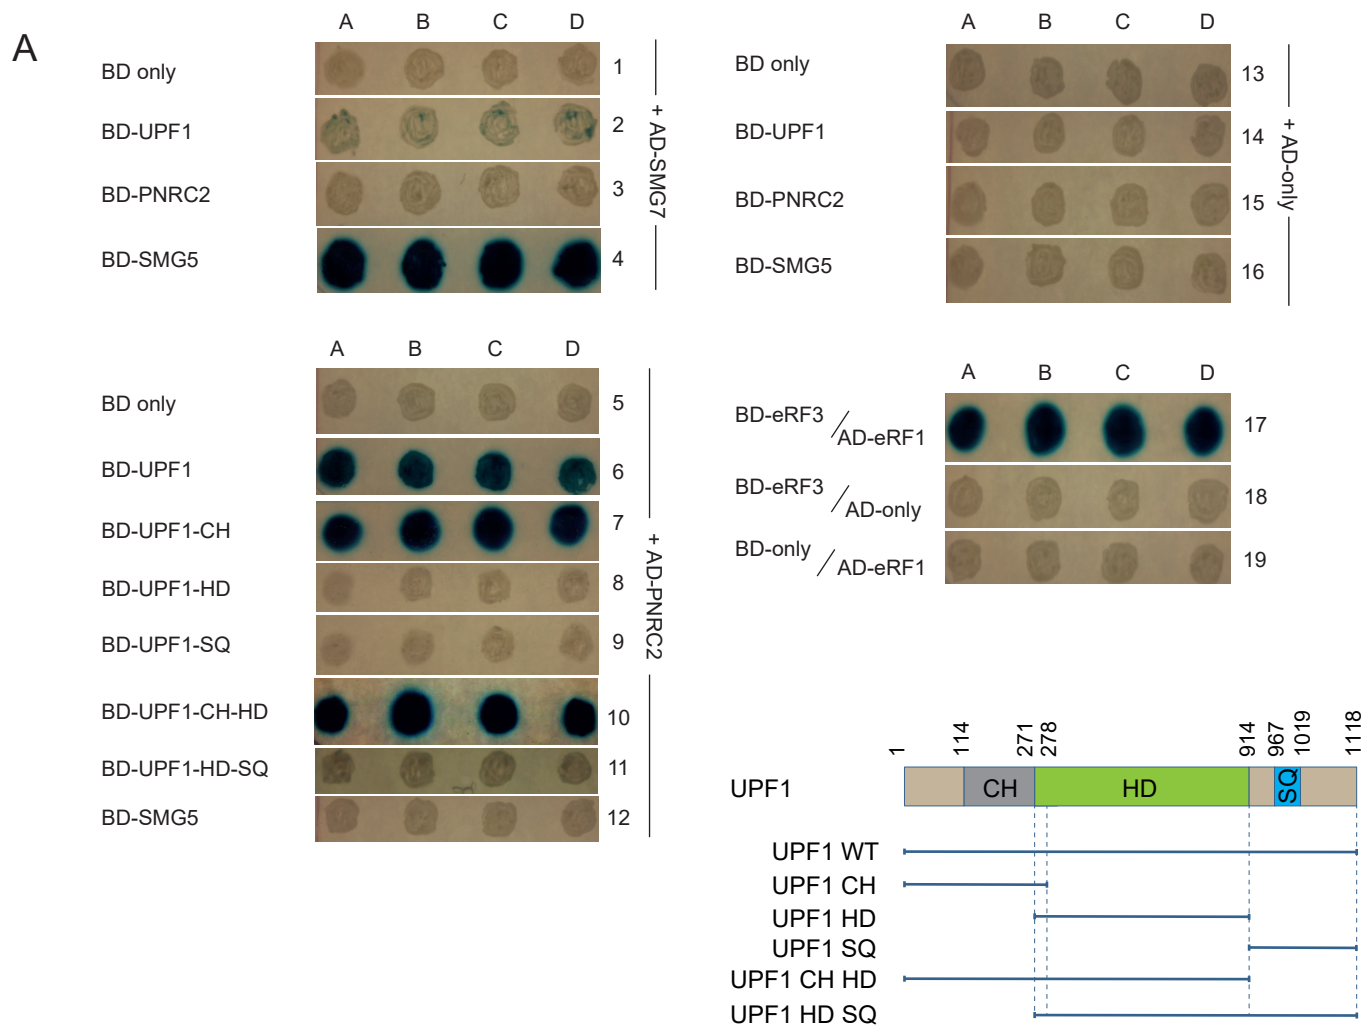 A
A B C D
BD only 1
BD-UPF1 2
BD-PNRC2 3
BD-SMG5 4
+ AD-SMG7
A B C D
BD only 13
BD-UPF1 14
BD-PNRC2 15
BD-SMG5 16
+ AD-only
A B C D
BD only 5
BD-UPF1 6
BD-UPF1-CH 7
BD-UPF1-HD 8
BD-UPF1-SQ 9
BD-UPF1-CH-HD 10
BD-UPF1-HD-SQ 11
BD-SMG5 12
+ AD-PNRC2
A B C D
BD-eRF3 / AD-eRF1 17
BD-eRF3 / AD-only 18
BD-only / AD-eRF1 19
1 114 271 278 914 967 1019 1118
UPF1 CH HD SQ
UPF1 WT
UPF1 CH
UPF1 HD
UPF1 SQ
UPF1 CH HD
UPF1 HD SQ